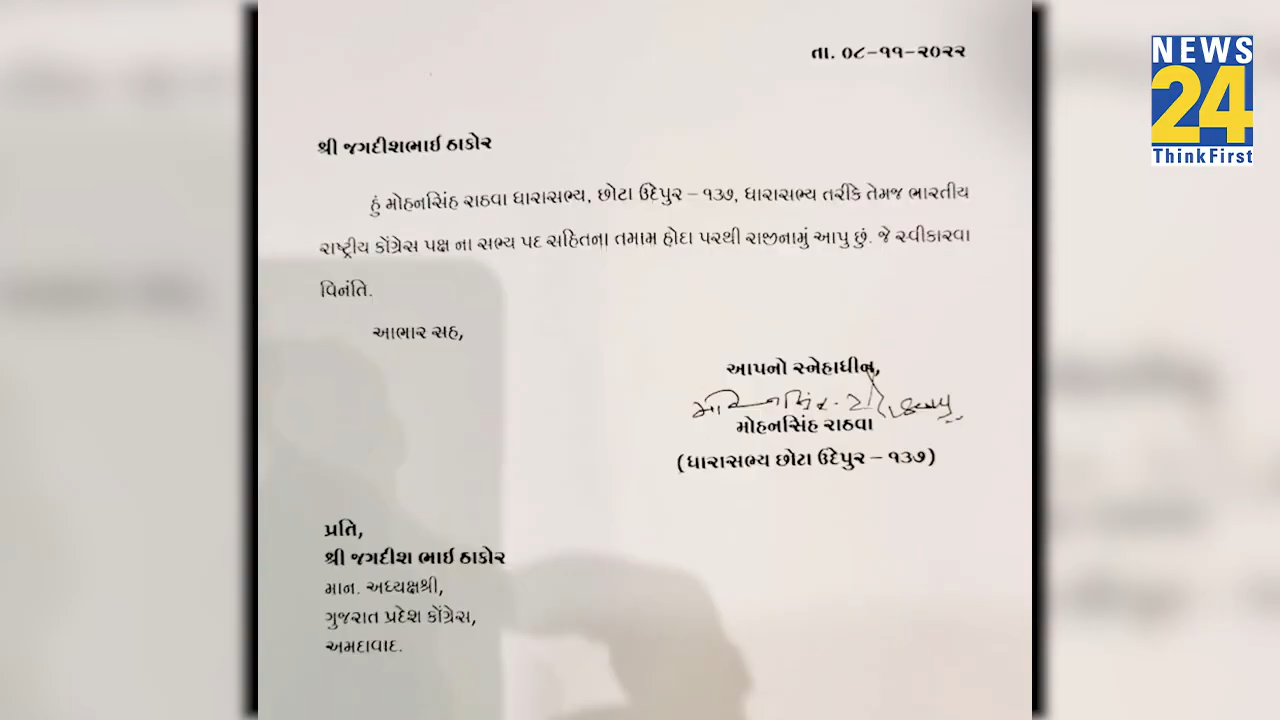 NEWS
24
ThinkFirst
તા. ૦૮-૧૧-૨૦૨૨
શ્રી જગદીશભાઈ ઠાકોર
હું મોહનસિંહ રાઠવા ધારાસભ્ય, છોટા ઉદેપુર – ૧૩૭, ધારાસભ્ય તરીકે તેમજ ભારતીય
રાષ્ટ્રીય કોંગ્રેસ પક્ષ ના સભ્ય પદ સહિતના તમામ હોદા પરથી રાજીનામું આપુ છું. જે સ્વીકારવા
વિનંતિ.
આભાર સહ,
આપનો સ્નેહાધીન,
મોહનસિંહ રાઠવા
(ધારાસભ્ય છોટા ઉદેપુર – ૧૩૭)
પ્રતિ,
શ્રી જગદીશ ભાઈ ઠાકોર
માન. અધ્યક્ષશ્રી,
ગુજરાત પ્રદેશ કોંગ્રેસ,
અમદાવાદ.